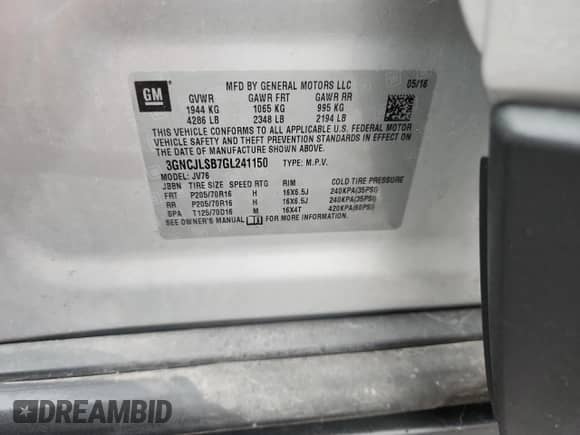 GM
MFD BY GENERAL MOTORS LLC 05/16
GVWR GAWR FRT GAWR RR
1944 KG 1065 KG 995 KG
4286 LB 2348 LB 2194 LB
THIS VEHICLE CONFORMS TO ALL APPLICABLE U.S. FEDERAL MOTOR
VEHICLE SAFETY AND THEFT PREVENTION STANDARDS IN EFFECT ON
THE DATE OF MANUFACTURE SHOWN ABOVE.
3GNCJLSB7GL241150 TYPE: M.P.V.
MODEL: JV76
JBBN TIRE SIZE SPEED RTG RIM COLD TIRE PRESSURE
FRT P205/70R16 H 16X6.5J 240KPA(35PSI)
RR P205/70R16 H 16X6.5J 240KPA(35PSI)
SPA T125/70D16 M 16X4T 420KPA(60PSI)
SEE OWNER'S MANUAL FOR MORE INFORMATION.
DREAMBID